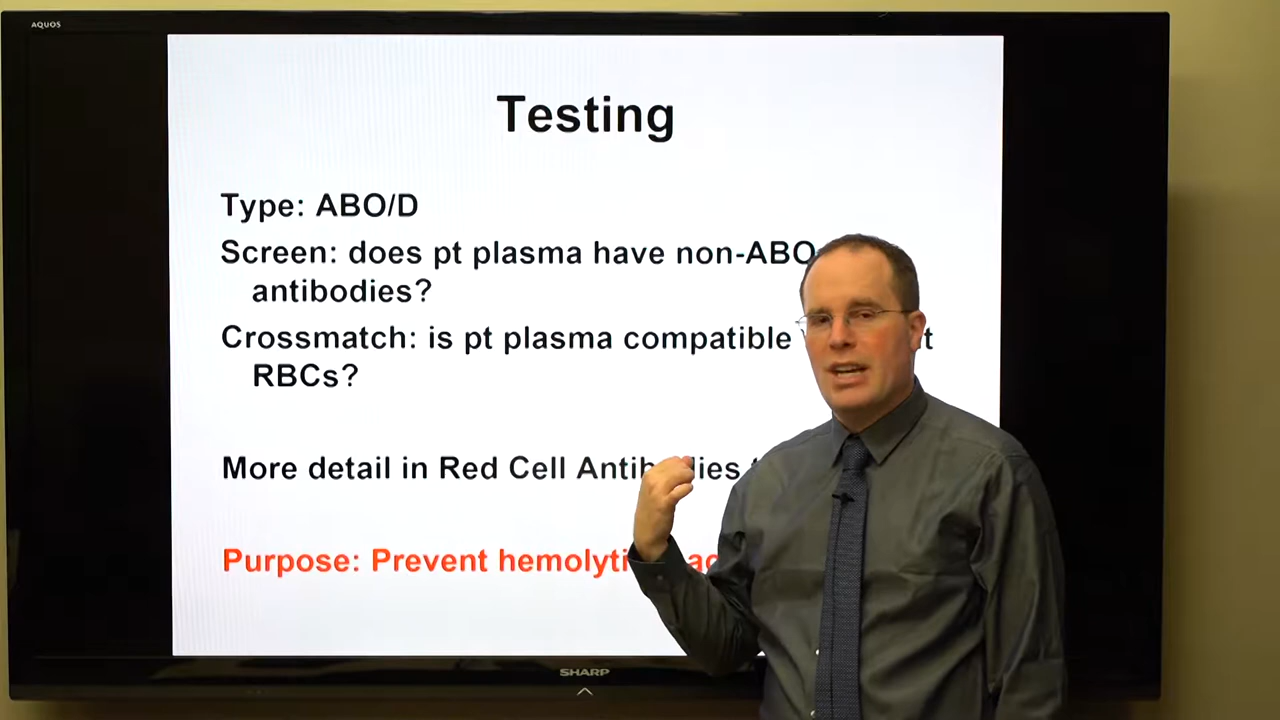 AQUOS
Testing
Type: ABO/D
Screen: does pt plasma have non-ABO
antibodies?
Crossmatch: is pt plasma compatible
RBCs?
More detail in Red Cell Antibodies
Purpose: Prevent hemolytic
SHARP